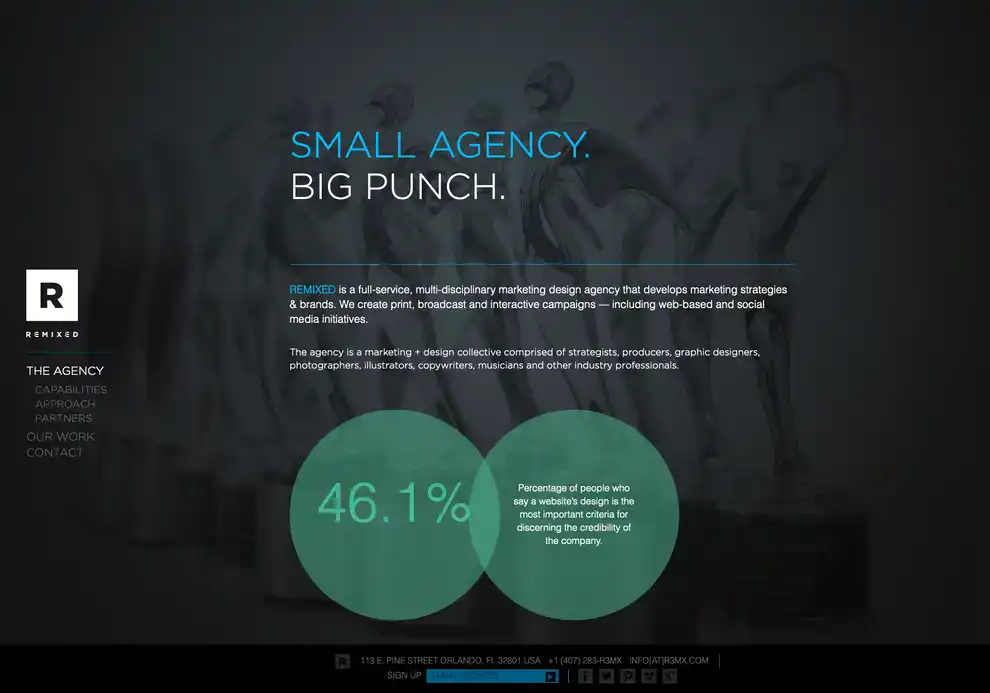 SMALL AGENCY.
BIG PUNCH.
REMIXED is a full-service, multi-disciplinary marketing design agency that develops marketing strategies
& brands. We create print, broadcast and interactive campaigns — including web-based and social
media initiatives.
The agency is a marketing + design collective comprised of strategists, producers, graphic designers,
photographers, illustrators, copywriters, musicians and other industry professionals.
R
REMIXED
THE AGENCY
CAPABILITIES
APPROACH
PARTNERS
OUR WORK
CONTACT
46.1%
Percentage of people who
say a website's design is the
most important criteria for
discerning the credibility of
the company.
R 113 E. PINE STREET ORLANDO, Fl. 32801 USA +1 (407) 283-R3MX INFO[AT]R3MX.COM
SIGN UP EMAIL ADDRESS